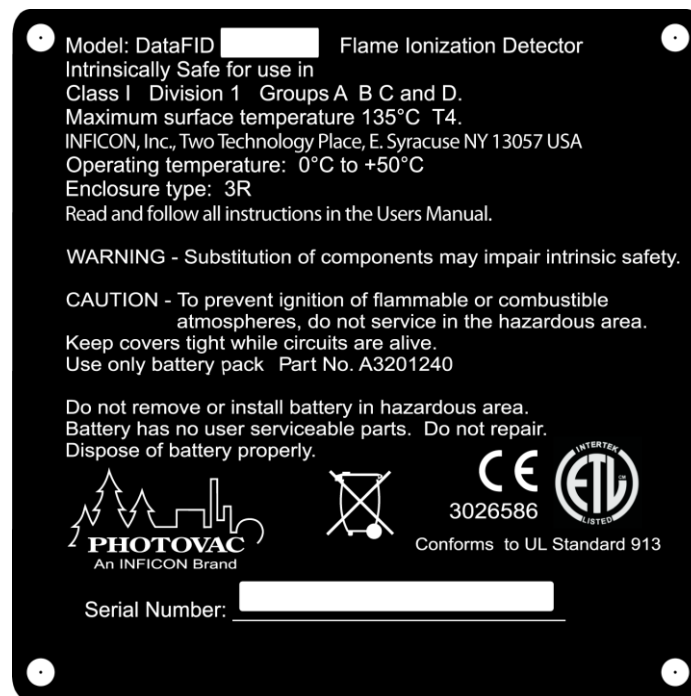 Model: DataFID Flame Ionization Detector
Intrinsically Safe for use in
Class I Division 1 Groups A B C and D.
Maximum surface temperature 135°C T4.
INFICON, Inc., Two Technology Place, E. Syracuse NY 13057 USA
Operating temperature: 0°C to +50°C
Enclosure type: 3R
Read and follow all instructions in the Users Manual.
WARNING - Substitution of components may impair intrinsic safety.
CAUTION - To prevent ignition of flammable or combustible
atmospheres, do not service in the hazardous area.
Keep covers tight while circuits are alive.
Use only battery pack Part No. A3201240
Do not remove or install battery in hazardous area.
Battery has no user serviceable parts. Do not repair.
Dispose of battery properly.
CE
3026586
INTERTEK
ETL CM
LISTED
Conforms to UL Standard 913
PHOTOVAC
An INFICON Brand
Serial Number: